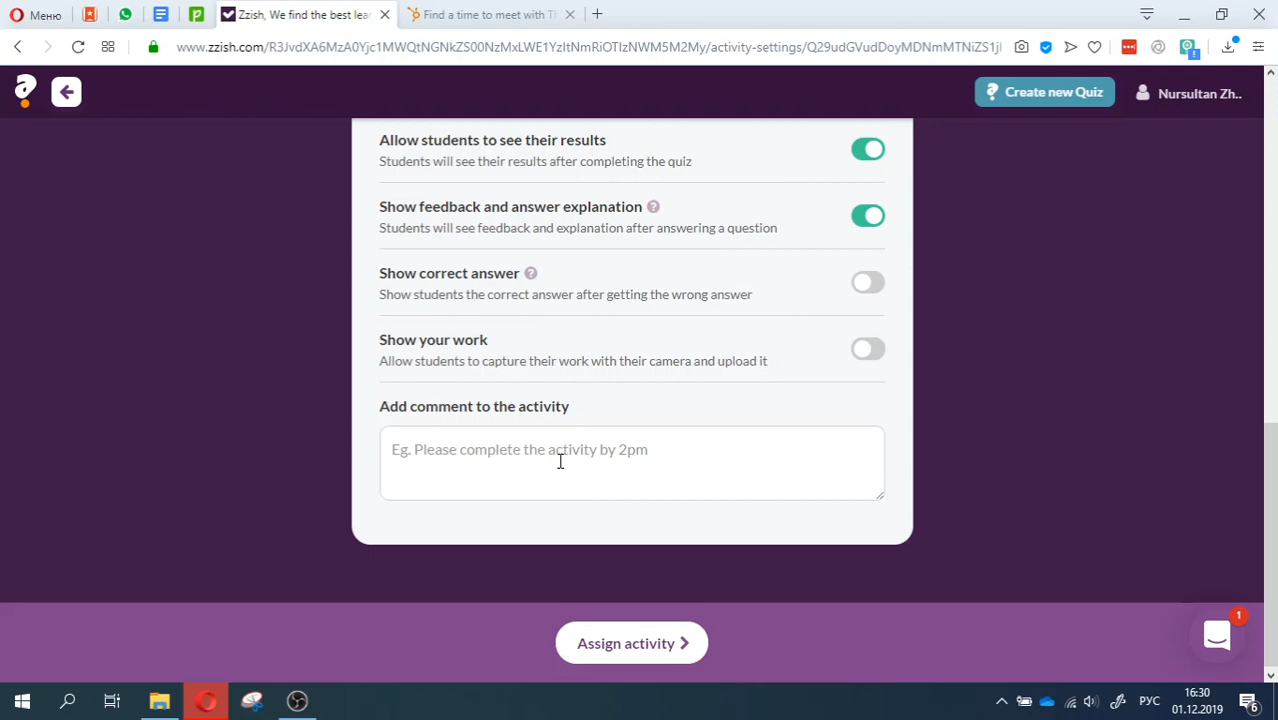 Меню
Zzish, We find the best lea
Find a time to meet with Th
www.zzish.com/R3JvdXA6MzA0Yjc1MWQtNGNkZS00NzMxLWE1YzItNmRiOTIzNWM5M2My/activity-settings/Q29udGVudDoyMDNmMTNiZS1jl
Create new Quiz
Nursultan Zh..
Allow students to see their results
Students will see their results after completing the quiz
Show feedback and answer explanation ?
Students will see feedback and explanation after answering a question
Show correct answer ?
Show students the correct answer after getting the wrong answer
Show your work
Allow students to capture their work with their camera and upload it
Add comment to the activity
Eg. Please complete the activity by 2pm
Assign activity
1
РУС
16:30
01.12.2019
6